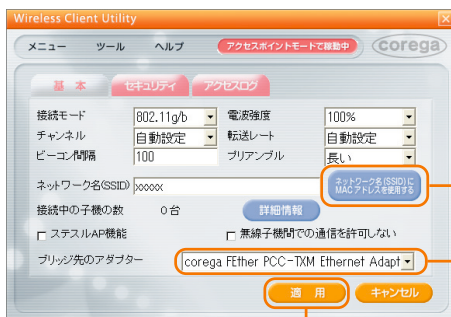 Wireless Client Utility
メニュー ツール ヘルプ アクセスポイントモードで稼動中 corega
基 本 セキュリティ アクセスログ
接続モード 802.11g/b 電波強度 100%
チャンネル 自動設定 転送レート 自動設定
ビーコン間隔 100 プリアンブル 長い
ネットワーク名(SSID) xxxxx ネットワーク名(SSID)に
MACアドレスを使用する
接続中の子機の数 0台 詳細情報
ステスルAP機能 無線子機間での通信を許可しない
ブリッジ先のアダプター corega FEther PCC-TXM Ethernet Adapt
適 用 キャンセル